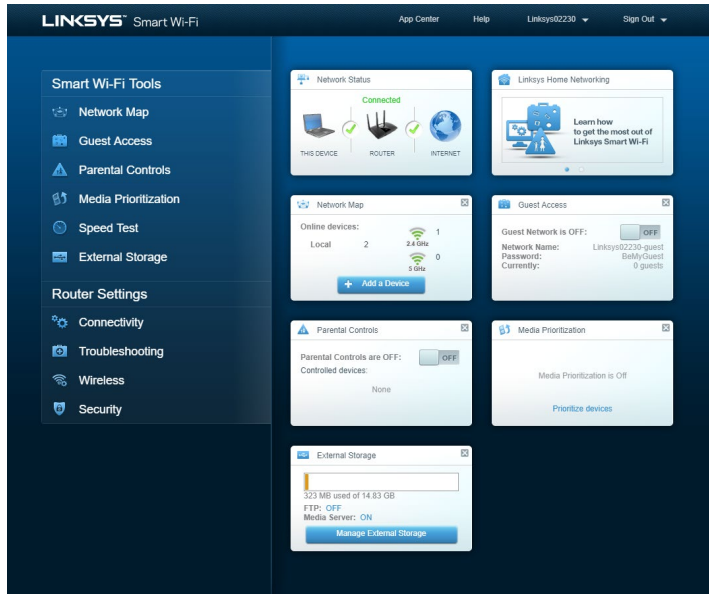 LINKSYS™ Smart Wi-Fi
App Center
Help
Linksys02230
Sign Out
Smart Wi-Fi Tools
Network Map
Guest Access
Parental Controls
Media Prioritization
Speed Test
External Storage
Router Settings
Connectivity
Troubleshooting
Wireless
Security
Network Status
Connected
THIS DEVICE
ROUTER
INTERNET
Linksys Home Networking
Learn how
to get the most out of
Linksys Smart Wi-Fi
Network Map
Online devices:
Local 2
1
2.4 GHz
0
5 GHz
+ Add a Device
Guest Access
Guest Network is OFF: OFF
Network Name: Linksys02230-guest
Password: BeMyGuest
Currently: 0 guests
Parental Controls
Parental Controls are OFF: OFF
Controlled devices:
None
Media Prioritization
Media Prioritization is Off
Prioritize devices
External Storage
323 MB used of 14.83 GB
FTP: OFF
Media Server: ON
Manage External Storage